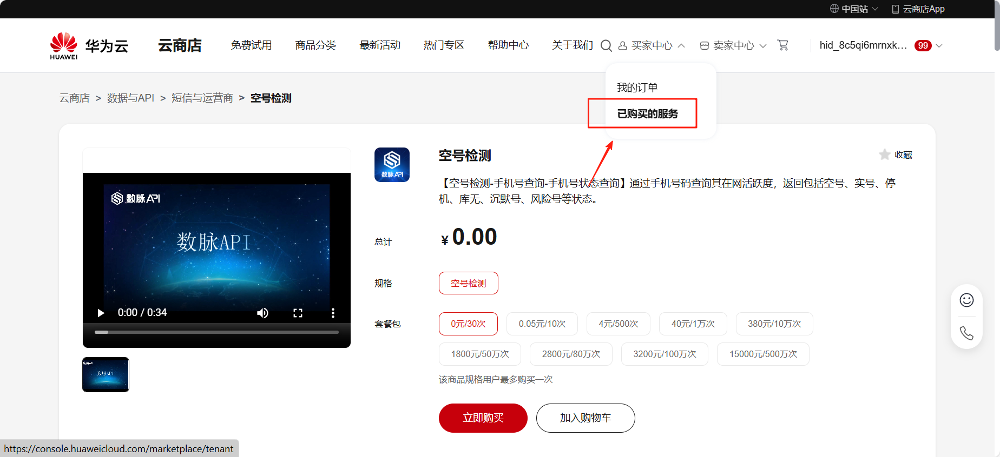 中国站 云商店App
HUAWEI 华为云 云商店 免费试用 商品分类 最新活动 热门专区 帮助中心 关于我们 买家中心 卖家中心 hid_8c5qi6mrnxk... 99
我的订单
已购买的服务
云商店 > 数据与API > 短信与运营商 > 空号检测
数脉API
空号检测
收藏
【空号检测-手机号查询-手机号状态查询】通过手机号码查询其在网活跃度，返回包括空号、实号、停
机、库无、沉默号、风险号等状态。
数脉API
数脉API
0:00 / 0:34
总计 ¥ 0.00
规格 空号检测
套餐包 0元/30次 0.05元/10次 4元/500次 40元/1万次 380元/10万次
1800元/50万次 2800元/80万次 3200元/100万次 15000元/500万次
数脉API
该商品规格用户最多购买一次
立即购买 加入购物车
https://console.huaweicloud.com/marketplace/tenant